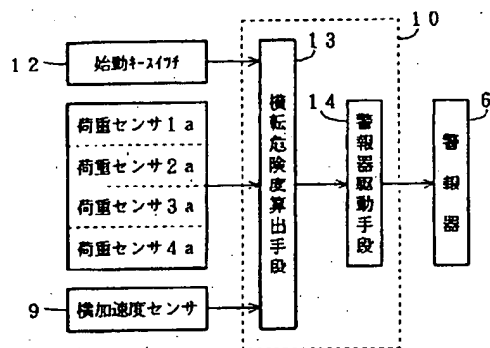 10
13
12
始動キースイッチ
荷重センサ1a
荷重センサ2a
荷重センサ3a
荷重センサ4a
9
横加速度センサ
横転危険度算出手段
14
警報器駆動手段
6
警報器